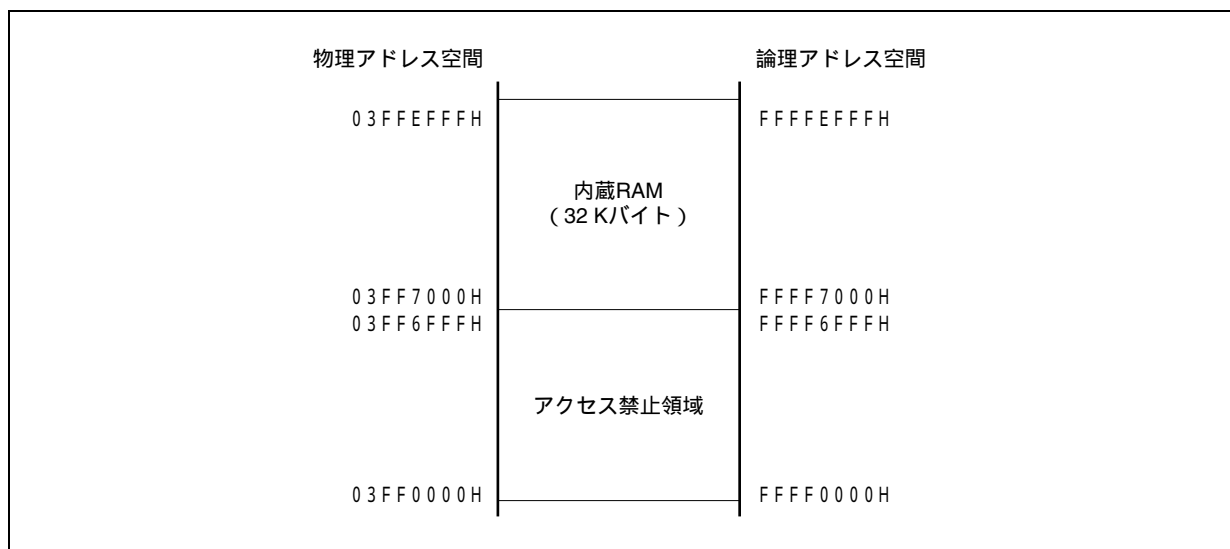 物理アドレス空間 論理アドレス空間
03FFEFFFH FFFFEFFFH
内蔵RAM
（32 Kバイト）
03FF7000H FFFF7000H
03FF6FFFH FFFF6FFFH
アクセス禁止領域
03FF0000H FFFF0000H